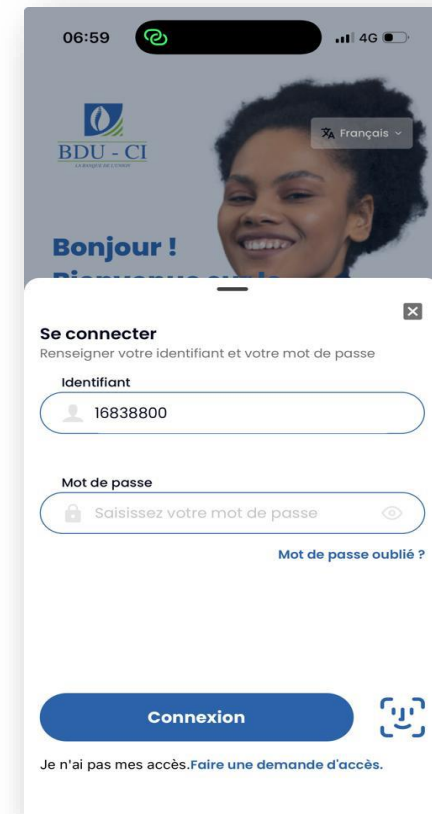 06:59
4G
BDU - CI
Français
Bonjour !
Se connecter
Renseigner votre identifiant et votre mot de passe
Identifiant
16838800
Mot de passe
Saisissez votre mot de passe
Mot de passe oublié ?
Connexion
Je n'ai pas mes accès.Faire une demande d'accès.